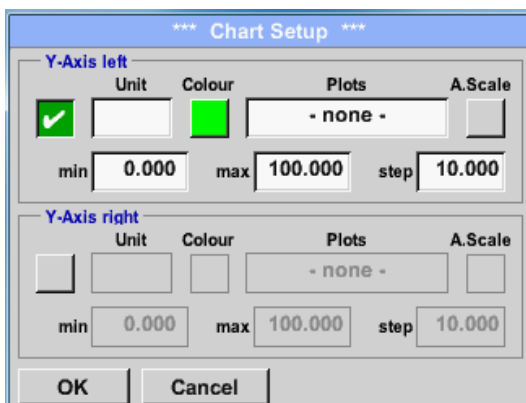 *** Chart Setup ***
Y-Axis left
Unit Colour Plots A.Scale
- none -
min 0.000 max 100.000 step 10.000
Y-Axis right
Unit Colour Plots A.Scale
- none -
min 0.000 max 100.000 step 10.000
OK Cancel